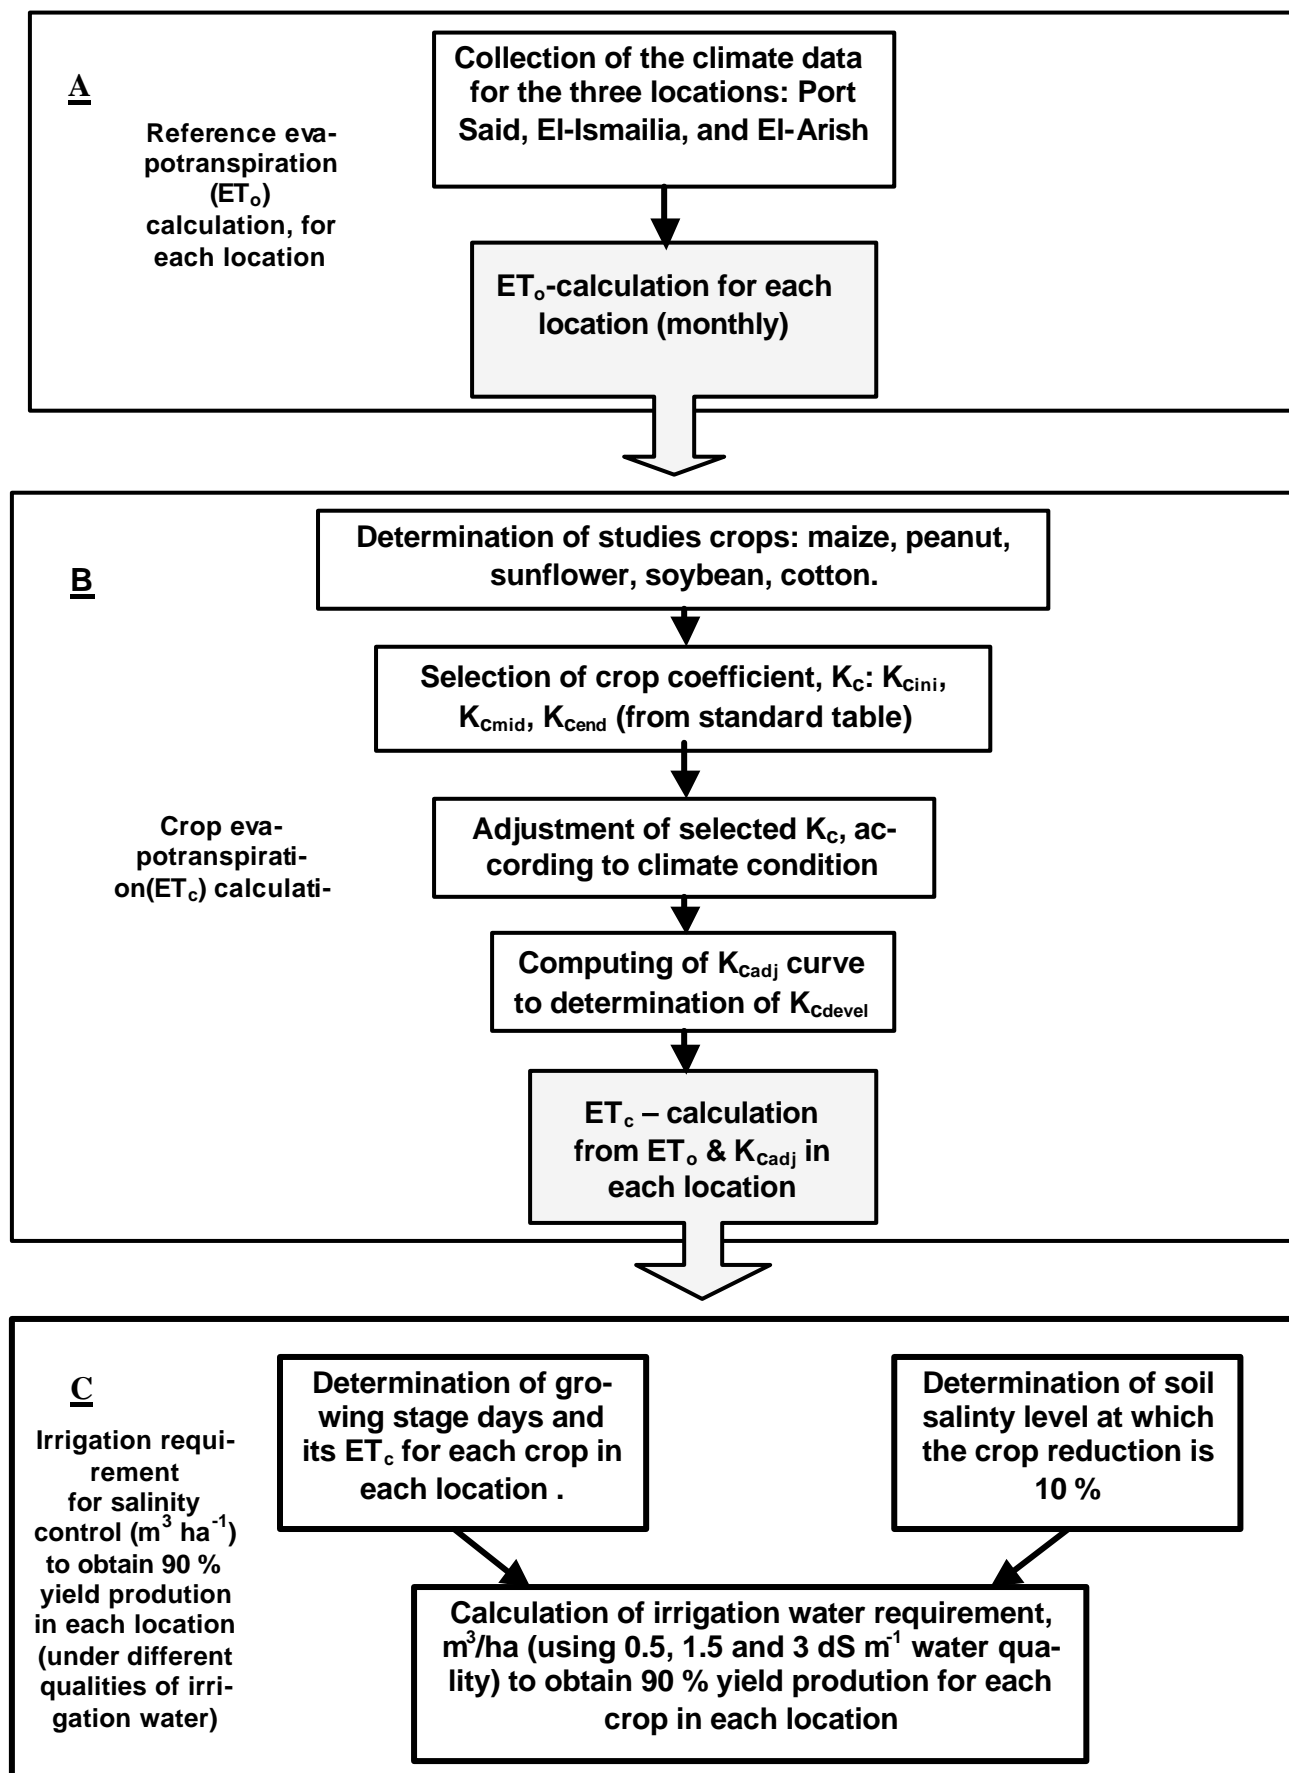 A
Reference eva-
potranspiration
(ETo)
calculation, for
each location
Collection of the climate data
for the three locations: Port
Said, El-Ismailia, and El-Arish
ETo-calculation for each
location (monthly)
B
Crop eva-
potranspirati-
on(ETc) calculati-
Determination of studies crops: maize, peanut,
sunflower, soybean, cotton.
Selection of crop coefficient, Kc: Kcini,
Kcmid, Kcend (from standard table)
Adjustment of selected Kc, ac-
cording to climate condition
Computing of Kcadj curve
to determination of Kcdevel
ETc – calculation
from ETo & Kcadj in
each location
C
Irrigation requi-
rement
for salinity
control (m³ ha⁻¹)
to obtain 90 %
yield prodution
in each location
(under different
qualities of irri-
gation water)
Determination of gro-
wing stage days and
its ETc for each crop in
each location .
Determination of soil
salinty level at which
the crop reduction is
10 %
Calculation of irrigation water requirement,
m³/ha (using 0.5, 1.5 and 3 dS m⁻¹ water qua-
lity) to obtain 90 % yield prodution for each
crop in each location